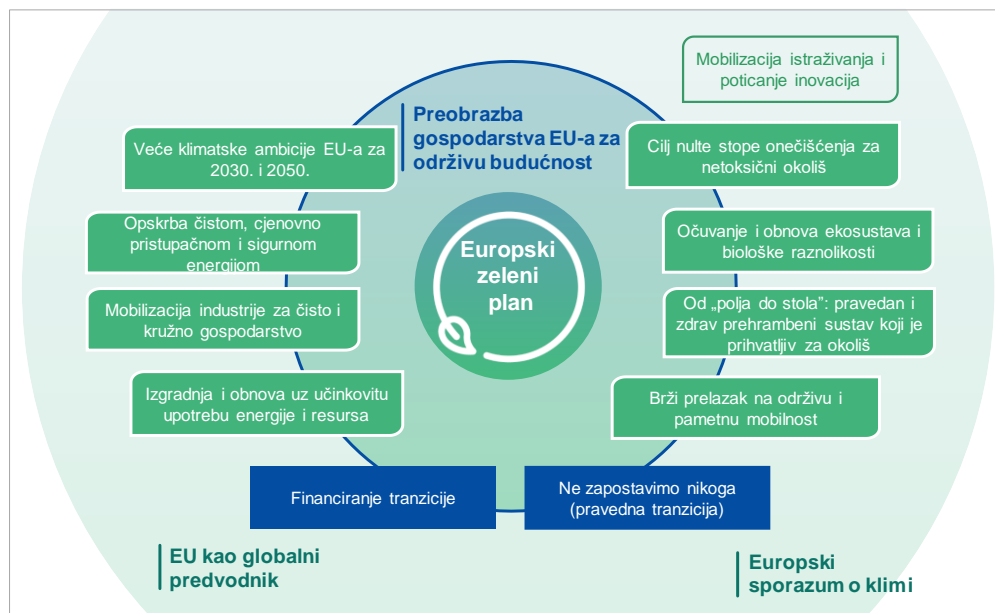 Mobilizacija istraživanja i
poticanje inovacija
Preobrazba
gospodarstva EU-a za
održivu budućnost
Veće klimatske ambicije EU-a za
2030. i 2050.
Cilj nulte stope onečišćenja za
netoksični okoliš
Opskrba čistom, cjenovno
pristupačnom i sigurnom
energijom
Očuvanje i obnova ekosustava i
biološke raznolikosti
Europski
zeleni
plan
Mobilizacija industrije za čisto i
kružno gospodarstvo
Od „polja do stola”: pravedan i
zdrav prehrambeni sustav koji je
prihvatljiv za okoliš
Izgradnja i obnova uz učinkovitu
upotrebu energije i resursa
Brži prelazak na održivu i
pametnu mobilnost
Financiranje tranzicije
Ne zapostavimo nikoga
(pravedna tranzicija)
EU kao globalni
predvodnik
Europski
sporazum o klimi